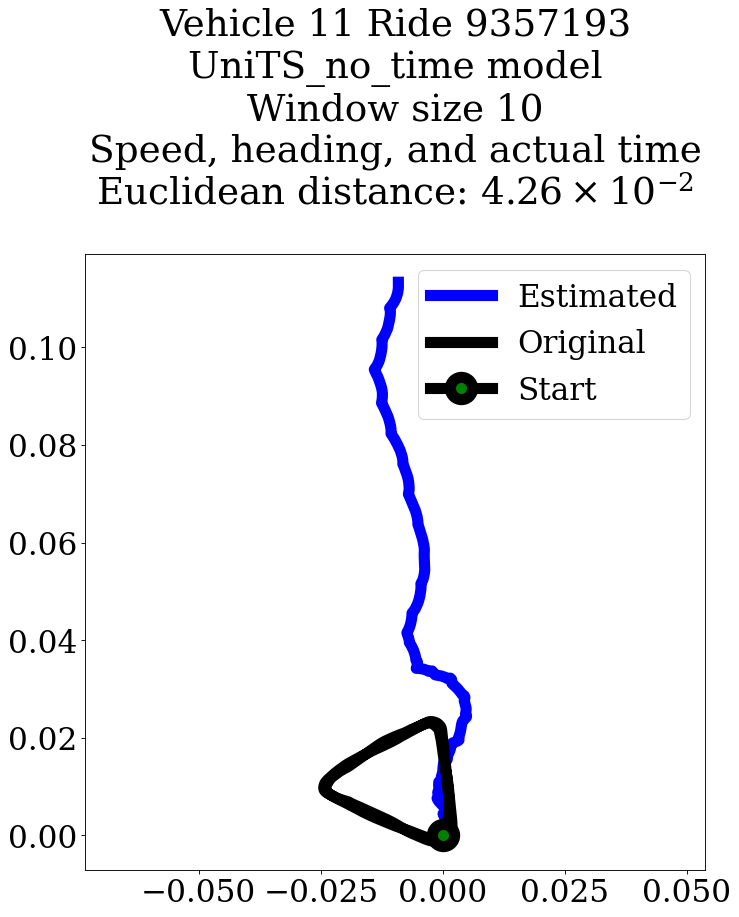 Vehicle 11 Ride 9357193
UniTS_no_time model
Window size 10
Speed, heading, and actual time
Euclidean distance: 4.26 × 10⁻²
Estimated
Original
Start
0.10
0.08
0.06
0.04
0.02
0.00
−0.050 −0.025 0.000 0.025 0.050